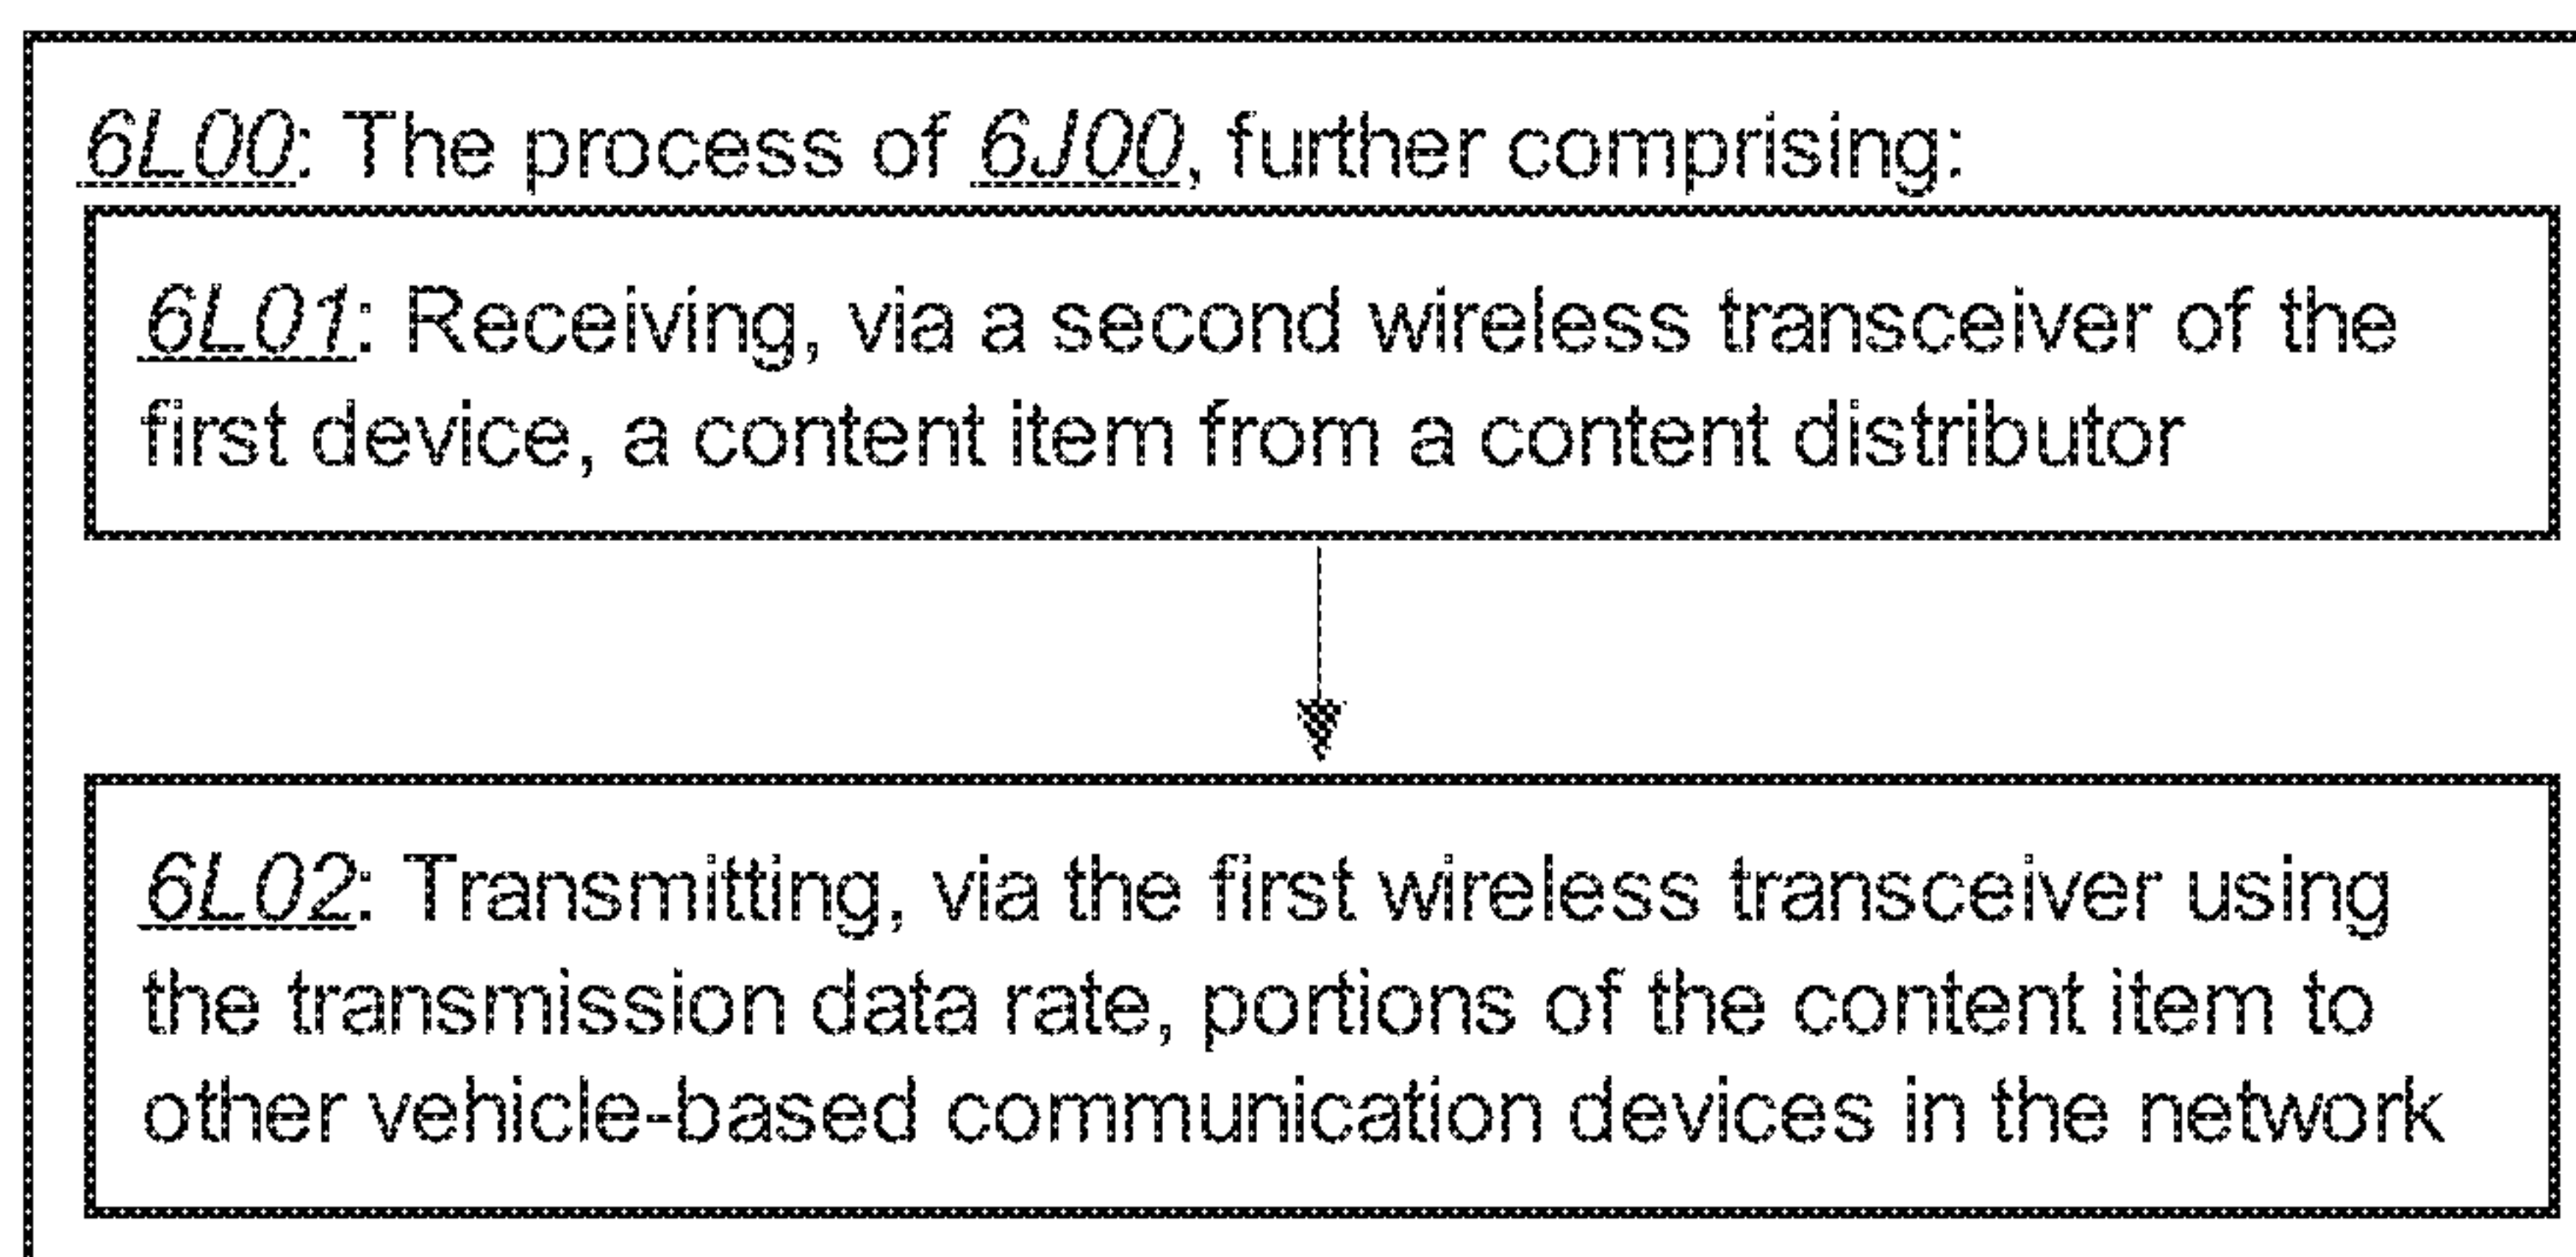 6L00: The process of 6J00, further comprising:
6L01: Receiving, via a second wireless transceiver of the
first device, a content item from a content distributor
6L02: Transmitting, via the first wireless transceiver using
the transmission data rate, portions of the content item to
other vehicle-based communication devices in the network